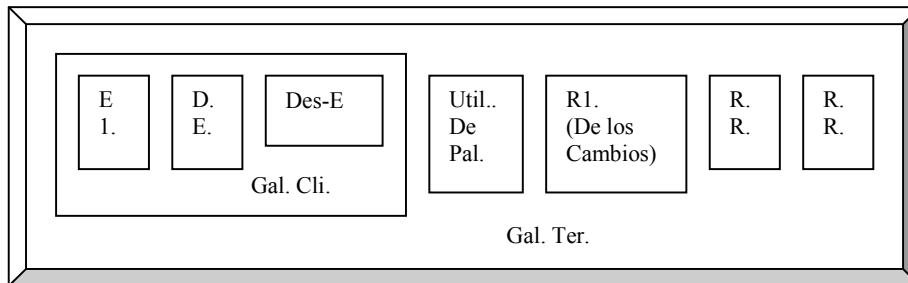 E
1.
D.
E.
Des-E
Util..
De
Pal.
R1.
(De los
Cambios)
R.
R.
R.
R.
Gal. Cli.
Gal. Ter.